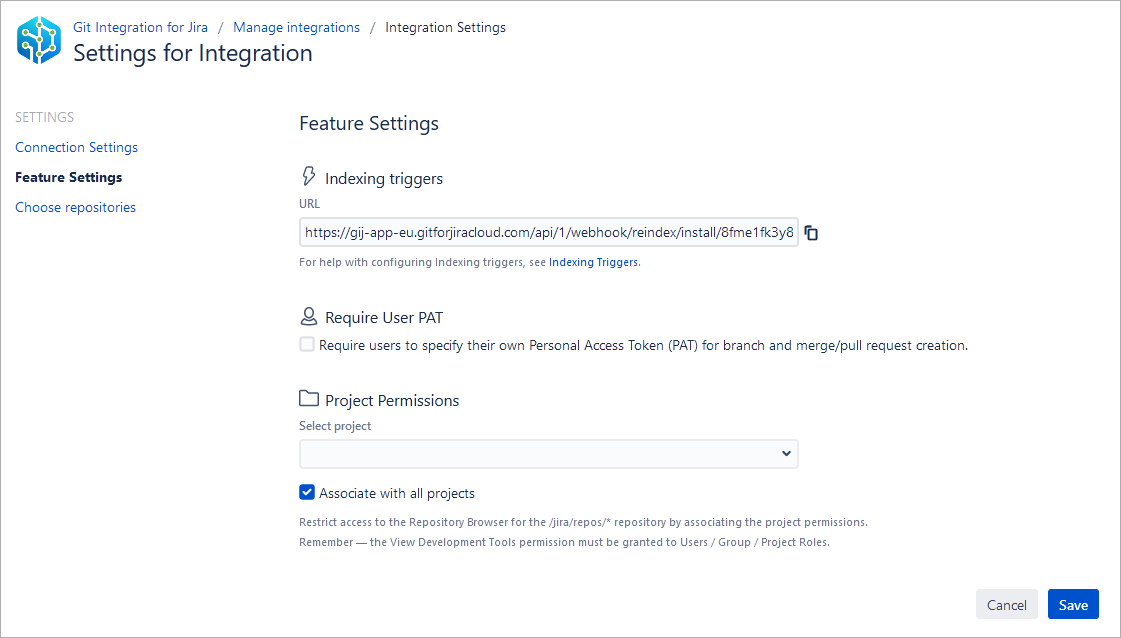 Git Integration for Jira / Manage integrations / Integration Settings
Settings for Integration
SETTINGS
Connection Settings
Feature Settings
Choose repositories
Feature Settings
Indexing triggers
URL
https://gij-app-eu.gitforjiracloud.com/api/1/webhook/reindex/install/8fme1fk3y8
For help with configuring Indexing triggers, see Indexing Triggers.
Require User PAT
Require users to specify their own Personal Access Token (PAT) for branch and merge/pull request creation.
Project Permissions
Select project
Associate with all projects
Restrict access to the Repository Browser for the /jira/repos/* repository by associating the project permissions.
Remember — the View Development Tools permission must be granted to Users / Group / Project Roles.
Cancel Save